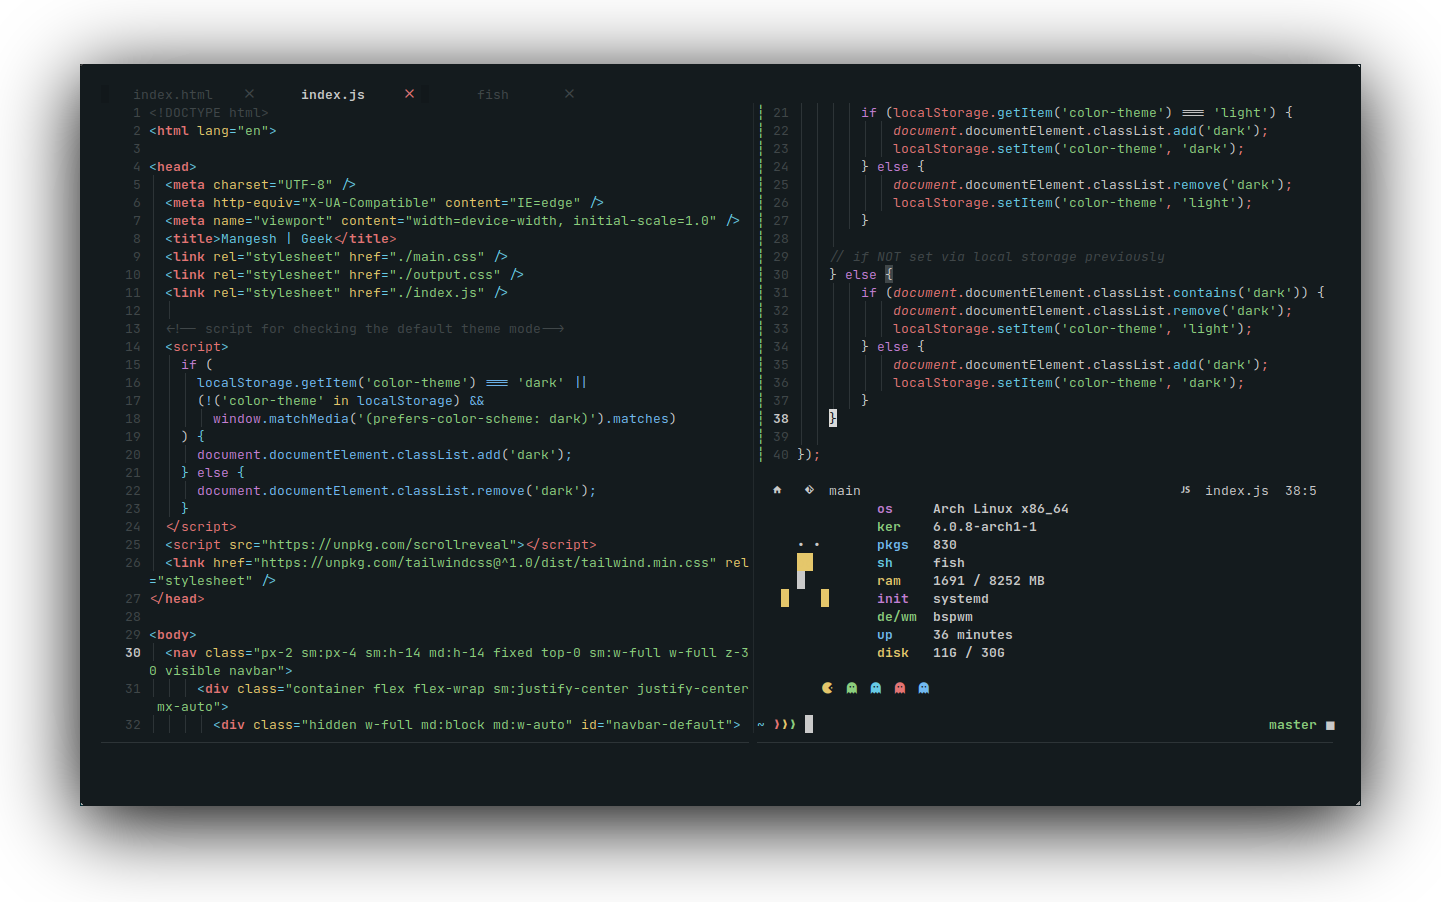 index.html × index.js × fish ×
1 <!DOCTYPE html>
2 <html lang="en">
3
4 <head>
5 <meta charset="UTF-8" />
6 <meta http-equiv="X-UA-Compatible" content="IE=edge" />
7 <meta name="viewport" content="width=device-width, initial-scale=1.0" />
8 <title>Mangesh | Geek</title>
9 <link rel="stylesheet" href="./main.css" />
10 <link rel="stylesheet" href="./output.css" />
11 <link rel="stylesheet" href="./index.js" />
12
13 <!-- script for checking the default theme mode-->
14 <script>
15 if (
16 localStorage.getItem('color-theme') === 'dark' ||
17 (!('color-theme' in localStorage) &&
18 window.matchMedia('(prefers-color-scheme: dark)').matches)
19 ) {
20 document.documentElement.classList.add('dark');
21 } else {
22 document.documentElement.classList.remove('dark');
23 }
24 </script>
25 <script src="https://unpkg.com/scrollreveal"></script>
26 <link href="https://unpkg.com/tailwindcss@^1.0/dist/tailwind.min.css" rel
="stylesheet" />
27 </head>
28
29 <body>
30 <nav class="px-2 sm:px-4 sm:h-14 md:h-14 fixed top-0 sm:w-full w-full z-3
0 visible navbar">
31 <div class="container flex flex-wrap sm:justify-center justify-center
mx-auto">
32 <div class="hidden w-full md:block md:w-auto" id="navbar-default">
21 if (localStorage.getItem('color-theme') === 'light') {
22 document.documentElement.classList.add('dark');
23 localStorage.setItem('color-theme', 'dark');
24 } else {
25 document.documentElement.classList.remove('dark');
26 localStorage.setItem('color-theme', 'light');
27 }
28
29 // if NOT set via local storage previously
30 } else {
31 if (document.documentElement.classList.contains('dark')) {
32 document.documentElement.classList.remove('dark');
33 localStorage.setItem('color-theme', 'light');
34 } else {
35 document.documentElement.classList.add('dark');
36 localStorage.setItem('color-theme', 'dark');
37 }
38 }
39
40 });
main JS index.js 38:5
os Arch Linux x86_64
ker 6.0.8-arch1-1
pkgs 830
sh fish
ram 1691 / 8252 MB
init systemd
de/wm bspwm
up 36 minutes
disk 11G / 30G
~ ❯❯❯ master ■